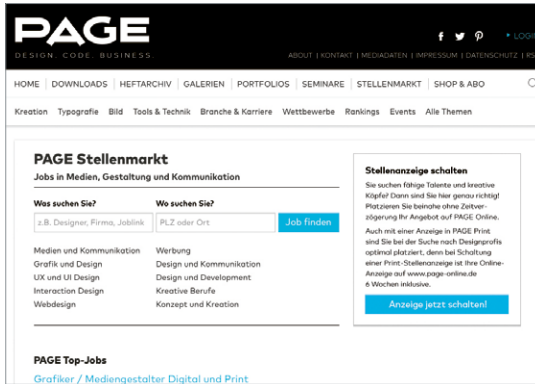 PAGE
DESIGN. CODE. BUSINESS.
LOGI
ABOUT | KONTAKT | MEDIADATEN | IMPRESSUM | DATENSCHUTZ | RS
HOME | DOWNLOADS | HEFTARCHIV | GALERIEN | PORTFOLIOS | SEMINARE | STELLENMARKT | SHOP & ABO
Kreation Typografie Bild Tools & Technik Branche & Karriere Wettbewerbe Rankings Events Alle Themen
PAGE Stellenmarkt
Jobs in Medien, Gestaltung und Kommunikation
Was suchen Sie? Wo suchen Sie?
z.B. Designer, Firma, Joblink PLZ oder Ort Job finden
Medien und Kommunikation Werbung
Grafik und Design Design und Kommunikation
UX und UI Design Design und Development
Interaction Design Kreative Berufe
Webdesign Konzept und Kreation
Stellenanzeige schalten
Sie suchen fähige Talente und kreative
Köpfe? Dann sind Sie hier genau richtig!
Platzieren Sie beinahe ohne Zeitver-
zögerung Ihr Angebot auf PAGE Online.
Auch mit einer Anzeige in PAGE Print
sind Sie bei der Suche nach Designprofis
optimal platziert, denn bei Schaltung
einer Print-Stellenanzeige ist Ihre Online-
Anzeige auf www.page-online.de
6 Wochen inklusive.
Anzeige jetzt schalten!
PAGE Top-Jobs
Grafiker / Mediengestalter Digital und Print